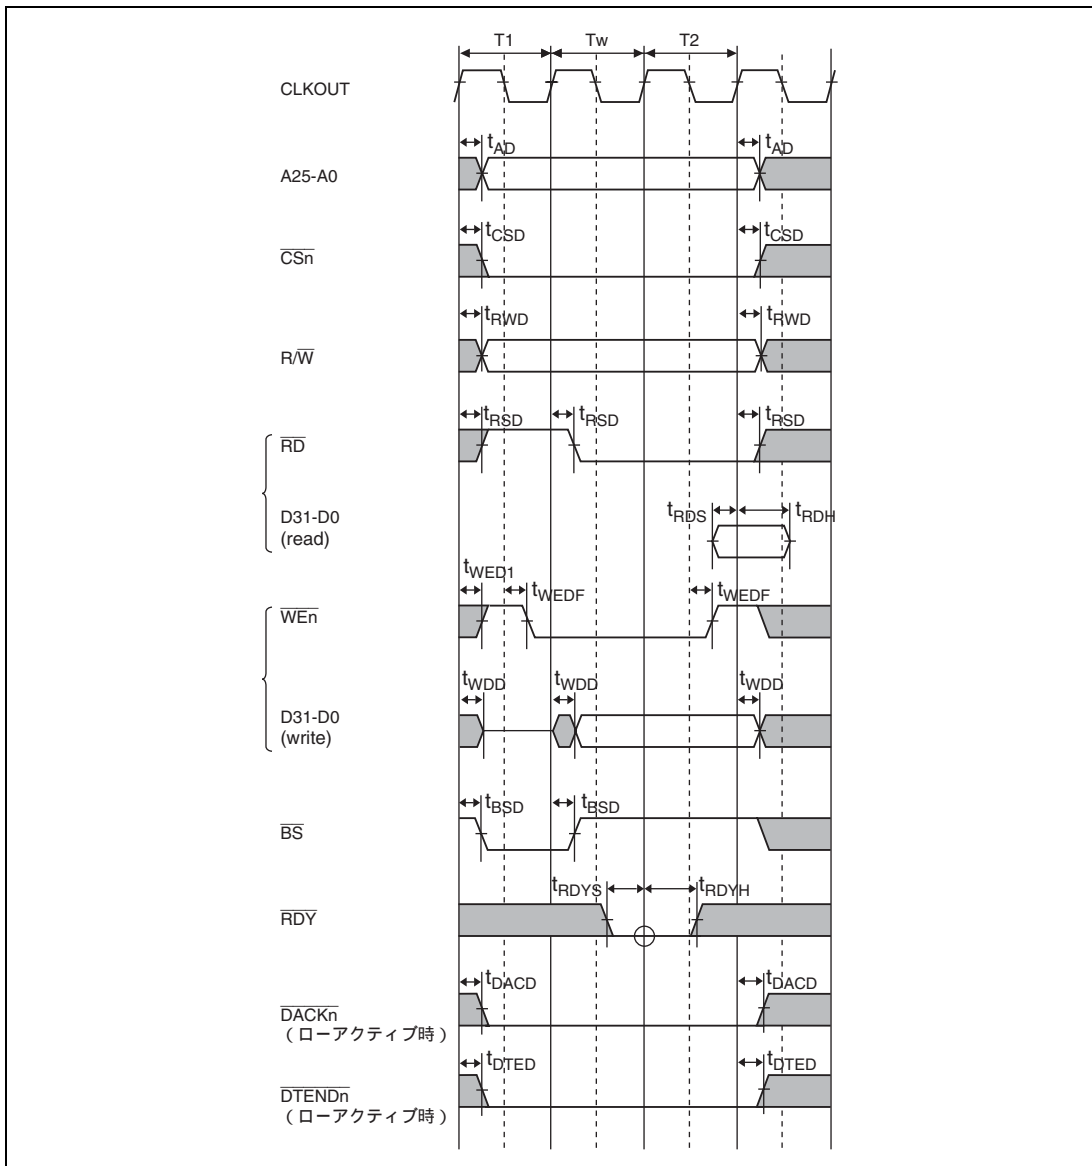 T1 Tw T2
CLKOUT
tAD tAD
A25-A0
tCSD tCSD
CSn
tRWD tRWD
R/W
tRSD tRSD tRSD
RD
tRDS tRDH
D31-D0
(read)
tWED1
tWEDF tWEDF
WEn
tWDD tWDD tWDD
D31-D0
(write)
tBSD tBSD
BS
tRDYS tRDYH
RDY
tDACD tDACD
DACKn
(ローアクティブ時)
tDTED tDTED
DTENDn
(ローアクティブ時)